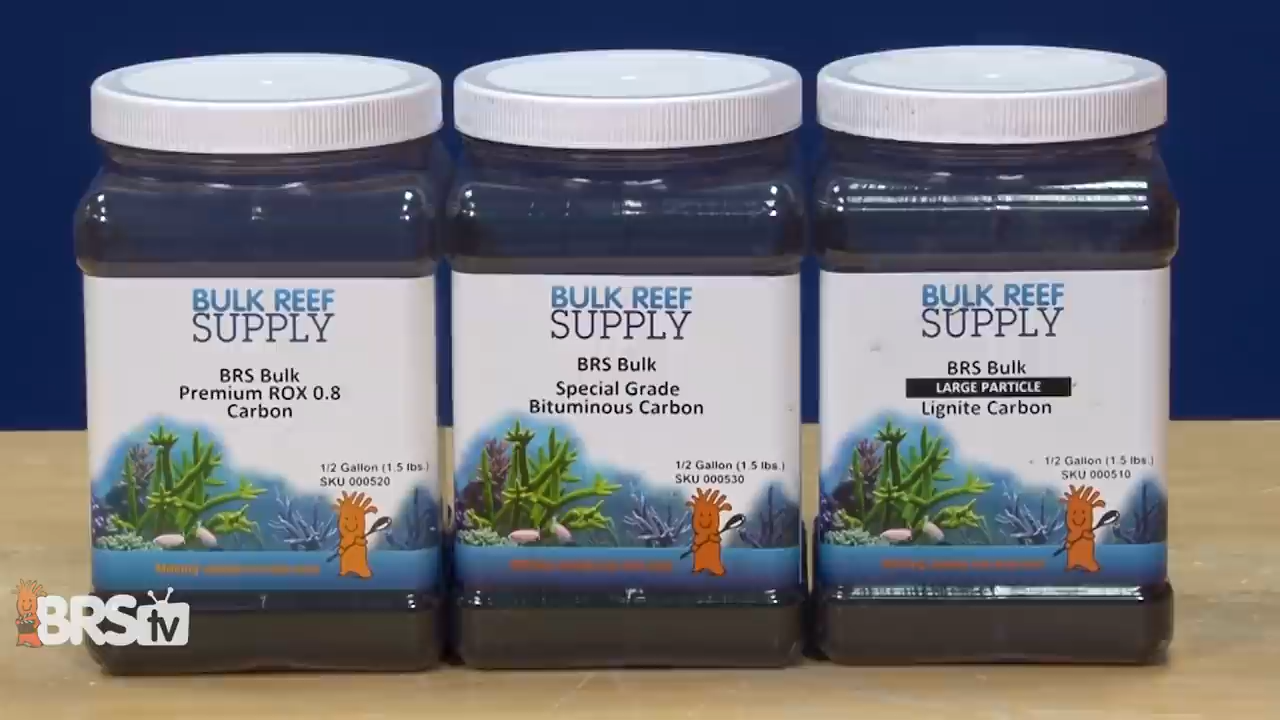 BULK REEF
SUPPLY
BRS Bulk
Premium ROX 0.8
Carbon
1/2 Gallon (1.5 lbs.)
SKU 000520
BULK REEF
SUPPLY
BRS Bulk
Special Grade
Bituminous Carbon
1/2 Gallon (1.5 lbs.)
SKU 000530
BULK REEF
SUPPLY
BRS Bulk
LARGE PARTICLE
Lignite Carbon
1/2 Gallon (1.5 lbs.)
SKU 000510
BRStv